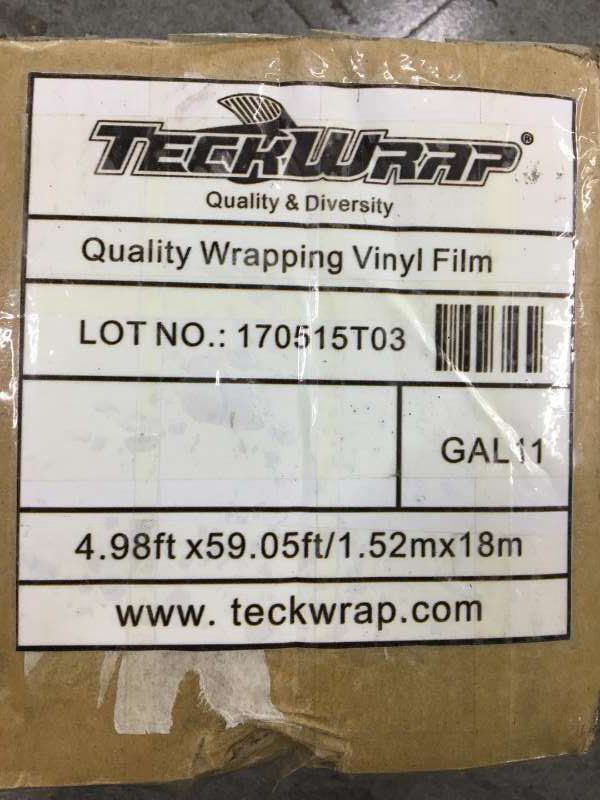 TECKWRAP®
Quality & Diversity
Quality Wrapping Vinyl Film
LOT NO.: 170515T03
GAL11
4.98ft x59.05ft/1.52mx18m
www. teckwrap.com